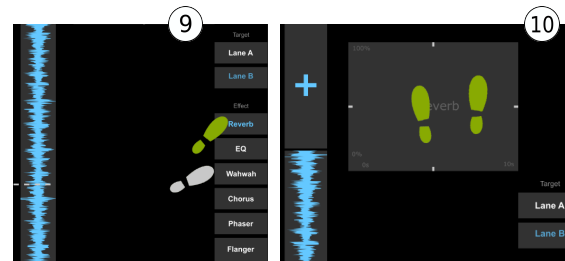 9
Target
Lane A
Lane B
Effect
Reverb
EQ
Wahwah
Chorus
Phaser
Flanger
10
100%
everb
0%
0s
10s
Target
Lane A
Lane B